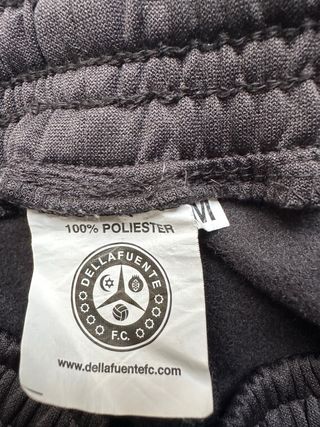 M
100% POLIESTER
DELLAFUENTE
F.C.
www.dellafuentefc.com